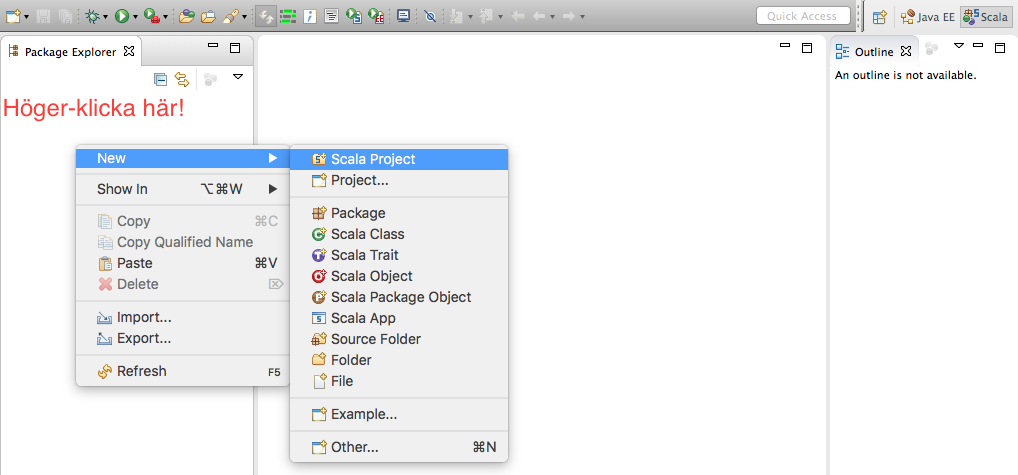 Quick Access
Java EE
Scala
Package Explorer
Outline
An outline is not available.
Höger-klicka här!
New
Show In ⌥⌘W
Copy ⌘C
Copy Qualified Name
Paste ⌘V
Delete ⌦
Import...
Export...
Refresh F5
Scala Project
Project...
Package
Scala Class
Scala Trait
Scala Object
Scala Package Object
Scala App
Source Folder
Folder
File
Example...
Other... ⌘N